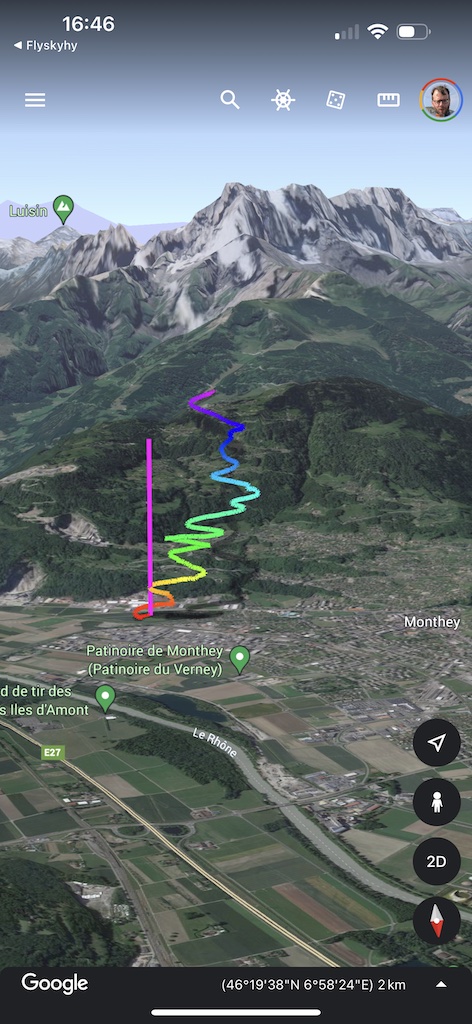 16:46
◀ Flyskyhy
Luisin
Monthey
Patinoire de Monthey
(Patinoire du Verney)
d de tir des
s Iles d'Amont
Le Rhône
E27
2D
Google
(46°19'38"N 6°58'24"E) 2 km